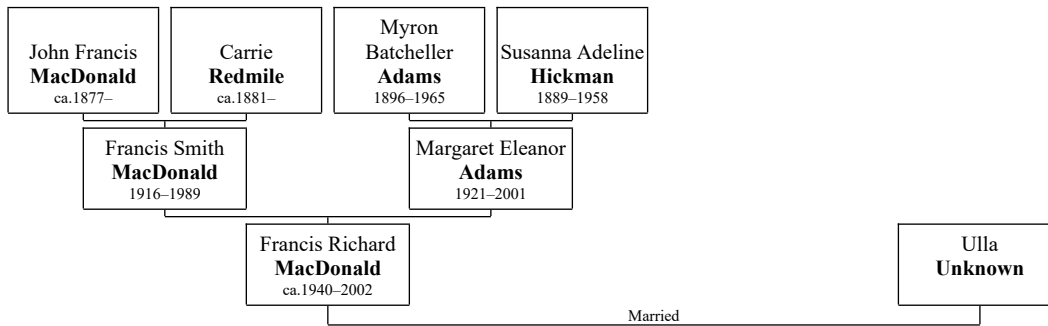 John Francis
MacDonald
ca.1877–
Carrie
Redmile
ca.1881–
Myron
Batcheller
Adams
1896–1965
Susanna Adeline
Hickman
1889–1958
Francis Smith
MacDonald
1916–1989
Margaret Eleanor
Adams
1921–2001
Francis Richard
MacDonald
ca.1940–2002
Ulla
Unknown
Married